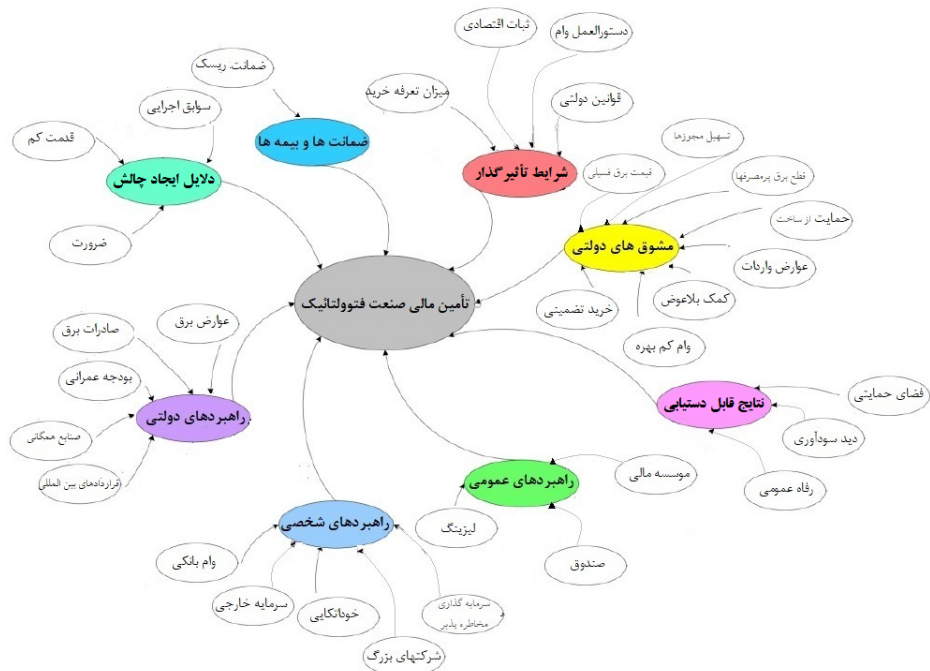 ثبات اقتصادی
دستورالعمل وام
ضمانت ریسک
میزان تعرفه خرید
قوانین دولتی
سوابق اجرایی
قدمت کم
ضمانت ها و بیمه ها
شرایط تأثیرگذار
دلایل ایجاد چالش
ضرورت
تسهیل مجوزها
قیمت برق فسیلی
قطع برق پرمصرفها
حمایت از ساخت
مشوق های دولتی
عوارض واردات
کمک بلاعوض
خرید تضمینی
وام کم بهره
تأمین مالی صنعت فتوولتائیک
عوارض برق
صادرات برق
بودجه عمرانی
راهبردهای دولتی
صنایع همگانی
قراردادهای بین المللی
نتایج قابل دستیابی
فضای حمایتی
دید سودآوری
رفاه عمومی
موسسه مالی
راهبردهای عمومی
لیزینگ
صندوق
راهبردهای شخصی
وام بانکی
سرمایه خارجی
خوداتکایی
شرکتهای بزرگ
سرمایه گذاری
مخاطره پذیر